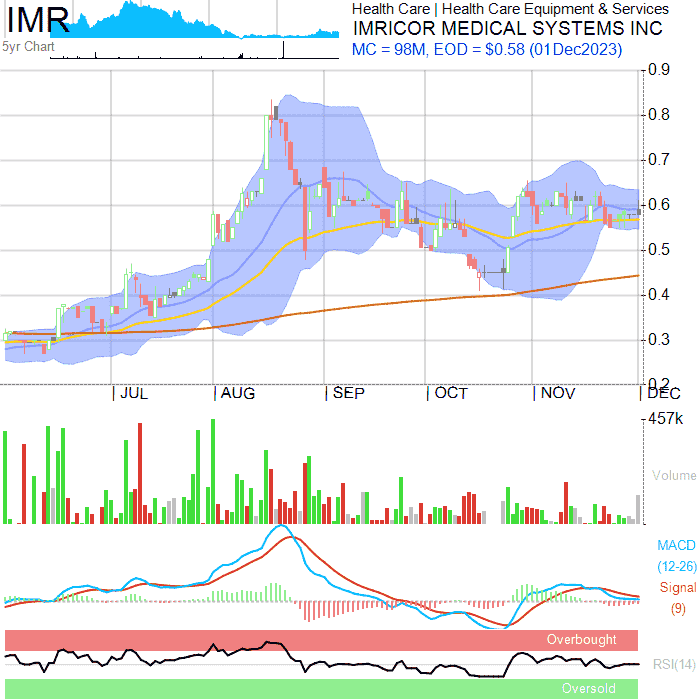 IMR
Health Care | Health Care Equipment & Services
IMRICOR MEDICAL SYSTEMS INC
5yr Chart
MC = 98M, EOD = $0.58 (01Dec2023)
0.9
0.8
0.7
0.6
0.5
0.4
0.3
0.2
| JUL | AUG | SEP | OCT | NOV | DEC
457k
Volume
MACD
(12-26)
Signal
(9)
Overbought
RSI(14)
Oversold